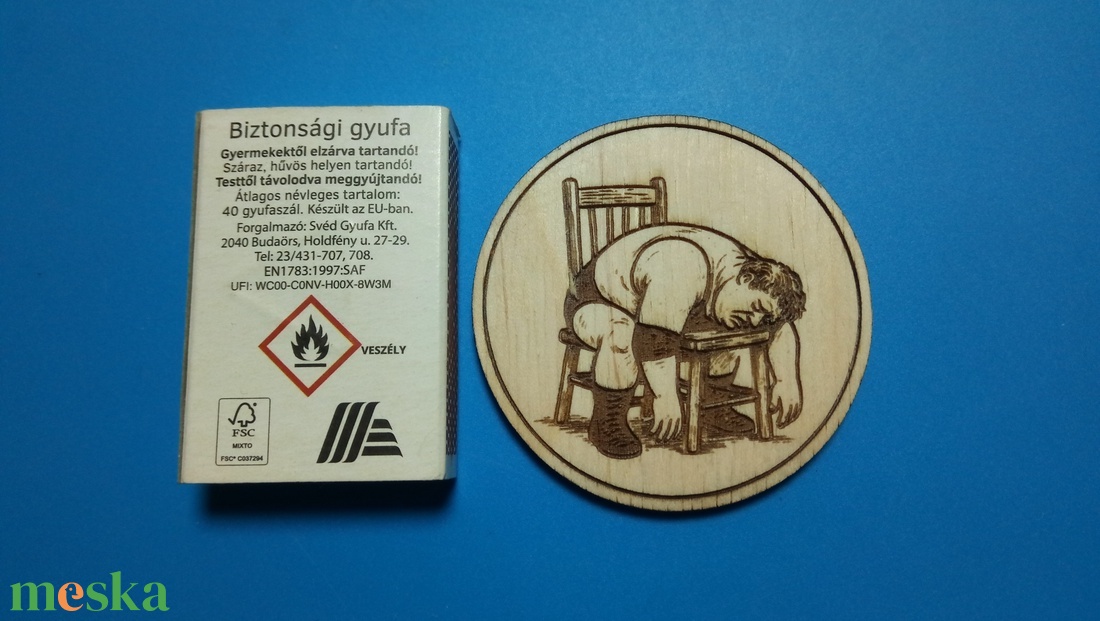 Biztonsági gyufa
Gyermekektől elzárva tartandó!
Száraz, hűvös helyen tartandó!
Testtől távolodva meggyújtandó!
Átlagos névleges tartalom:
40 gyufaszál. Készült az EU-ban.
Forgalmazó: Svéd Gyufa Kft.
2040 Budaörs, Holdfény u. 27-29.
Tel: 23/431-707, 708.
EN1783:1997:SAF
UFI: WC00-C0NV-H00X-8W3M
VESZÉLY
FSC
MIXTO
FSC® C037294
meska